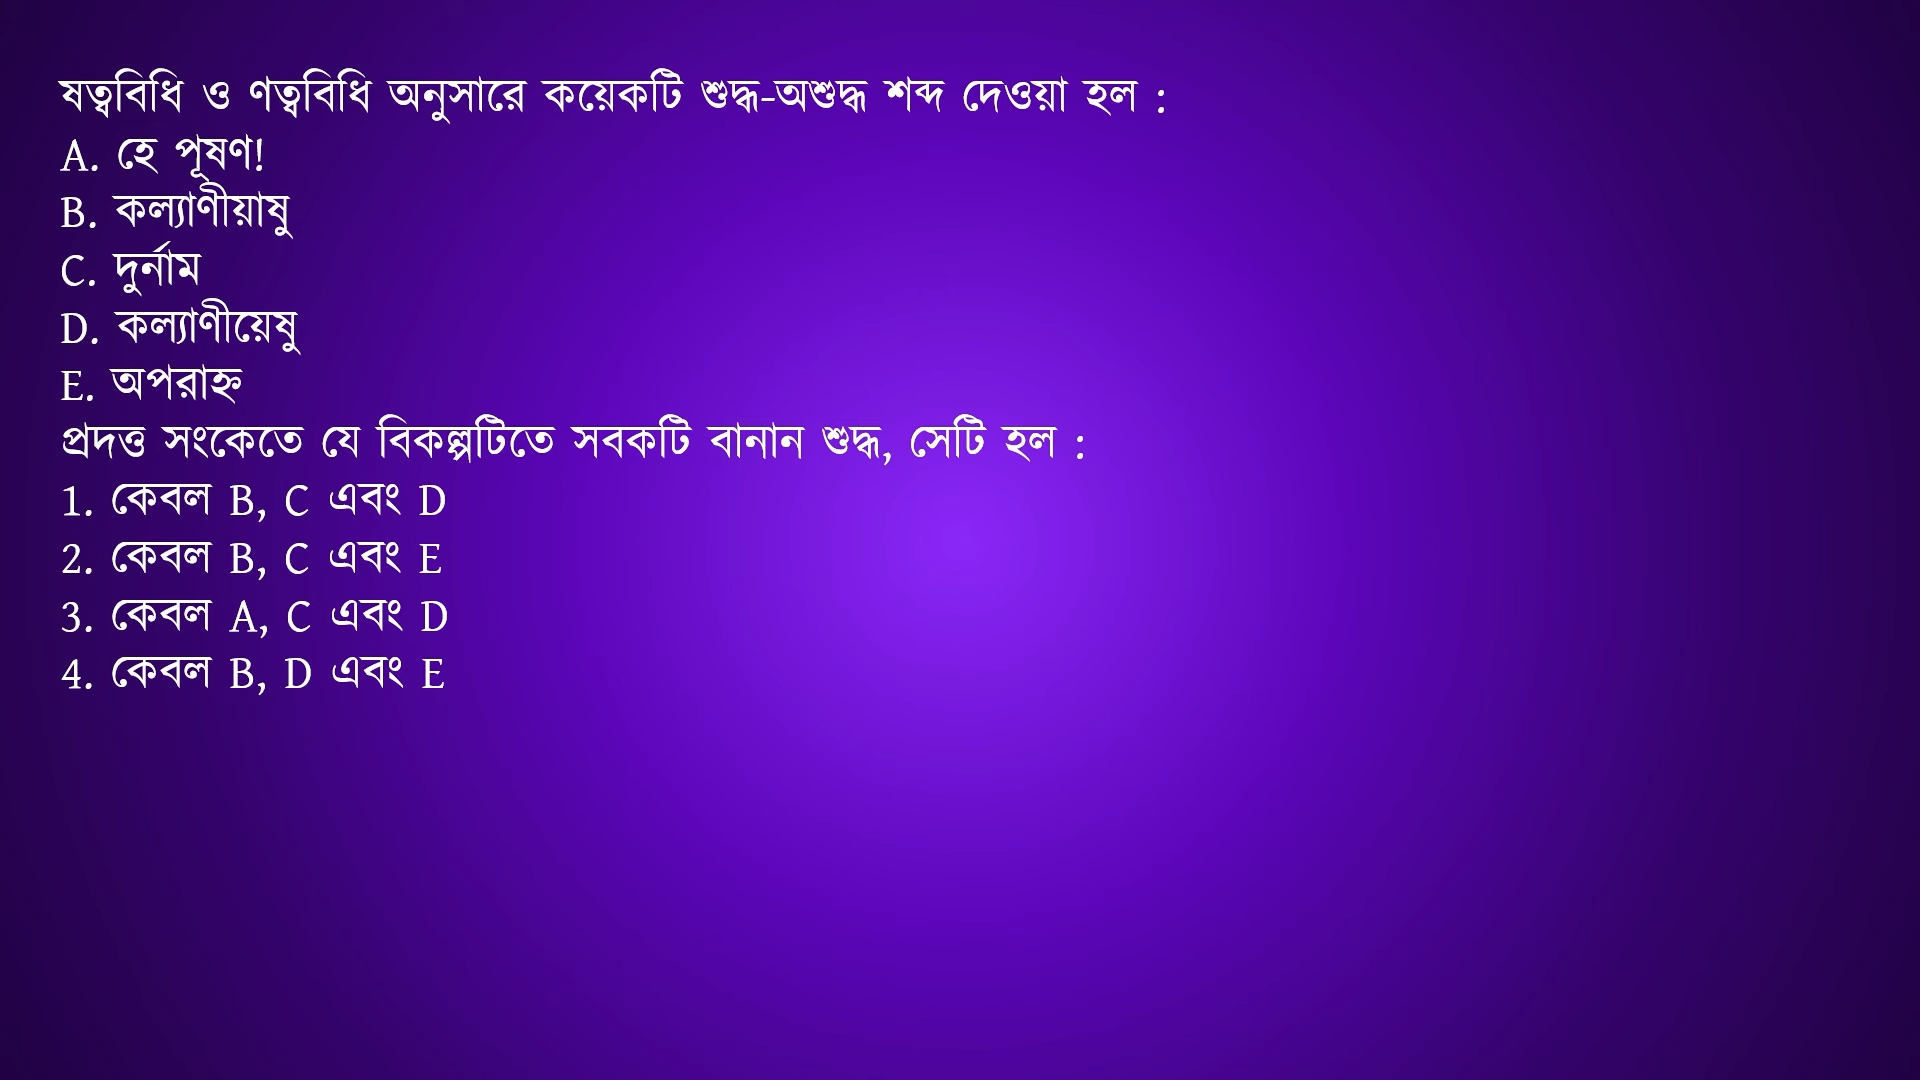 ষত্ববিধি ও ণত্ববিধি অনুসারে কয়েকটি শুদ্ধ-অশুদ্ধ শব্দ দেওয়া হল :
A. হে পূষণ!
B. কল্যাণীয়াষু
C. দুর্নাম
D. কল্যাণীয়েষু
E. অপরাহ্ন
প্রদত্ত সংকেতে যে বিকল্পটিতে সবকটি বানান শুদ্ধ, সেটি হল :
1. কেবল B, C এবং D
2. কেবল B, C এবং E
3. কেবল A, C এবং D
4. কেবল B, D এবং E